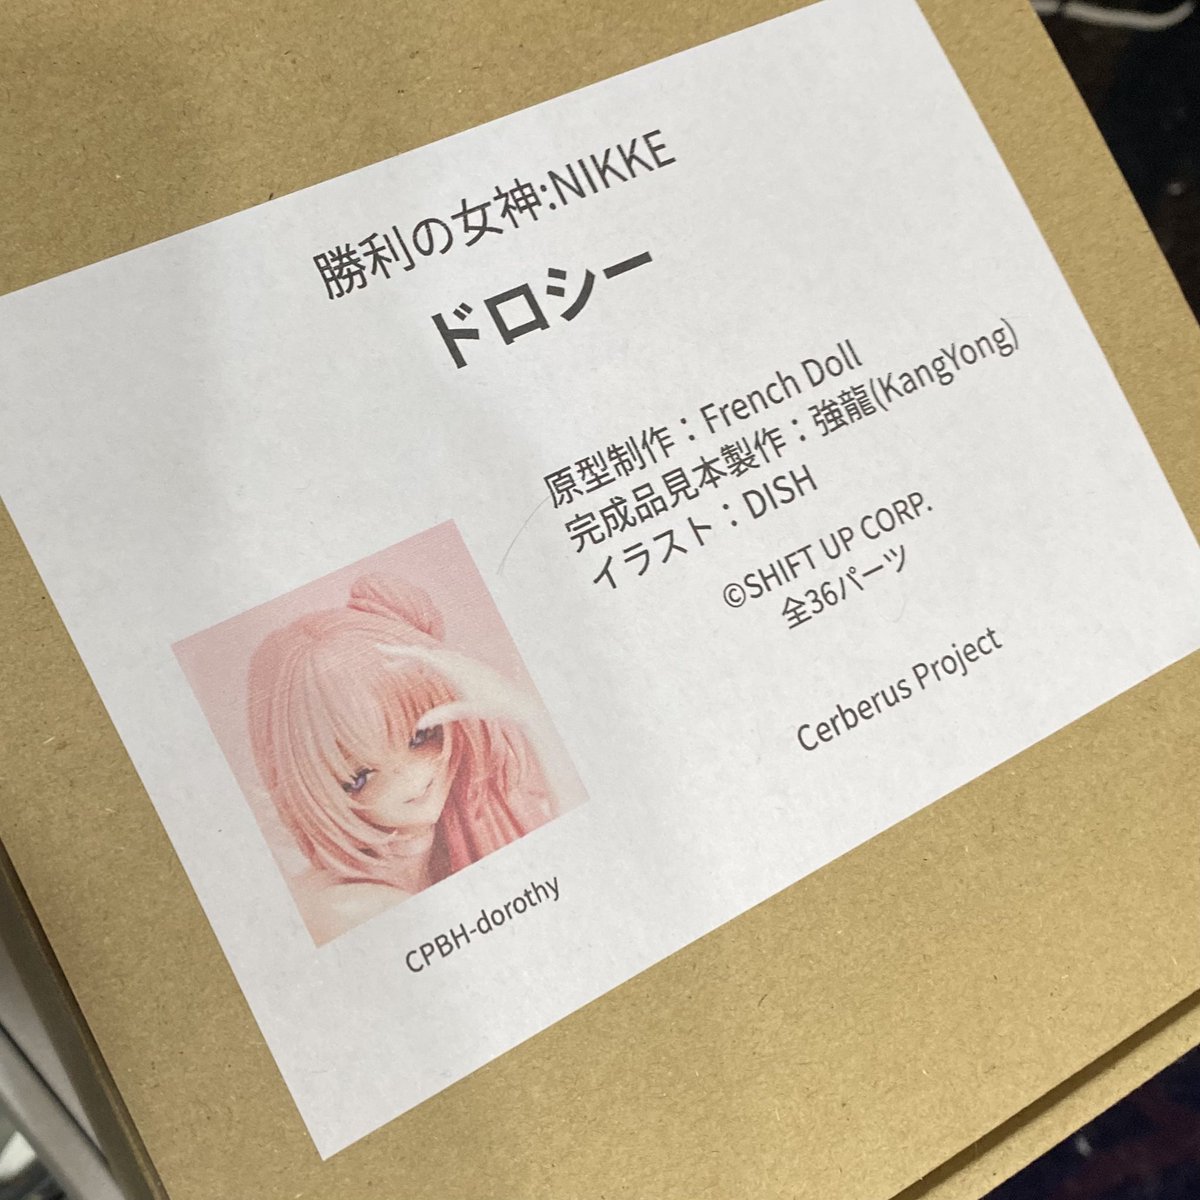 勝利の女神:NIKKE
ドロシー
原型制作：French Doll
完成品見本製作：強龍(KangYong)
イラスト：DISH
©SHIFT UP CORP.
全36パーツ
Cerberus Project
CPBH-dorothy